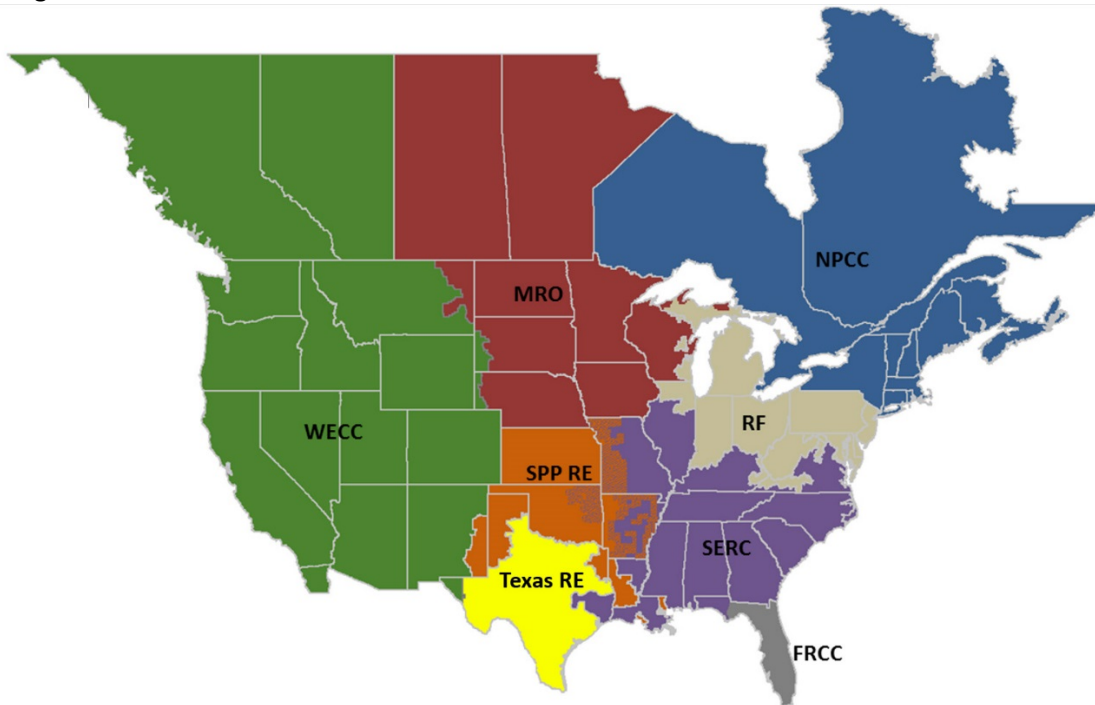 NPCC
MRO
WECC
RF
SPP RE
SERC
Texas RE
FRCC